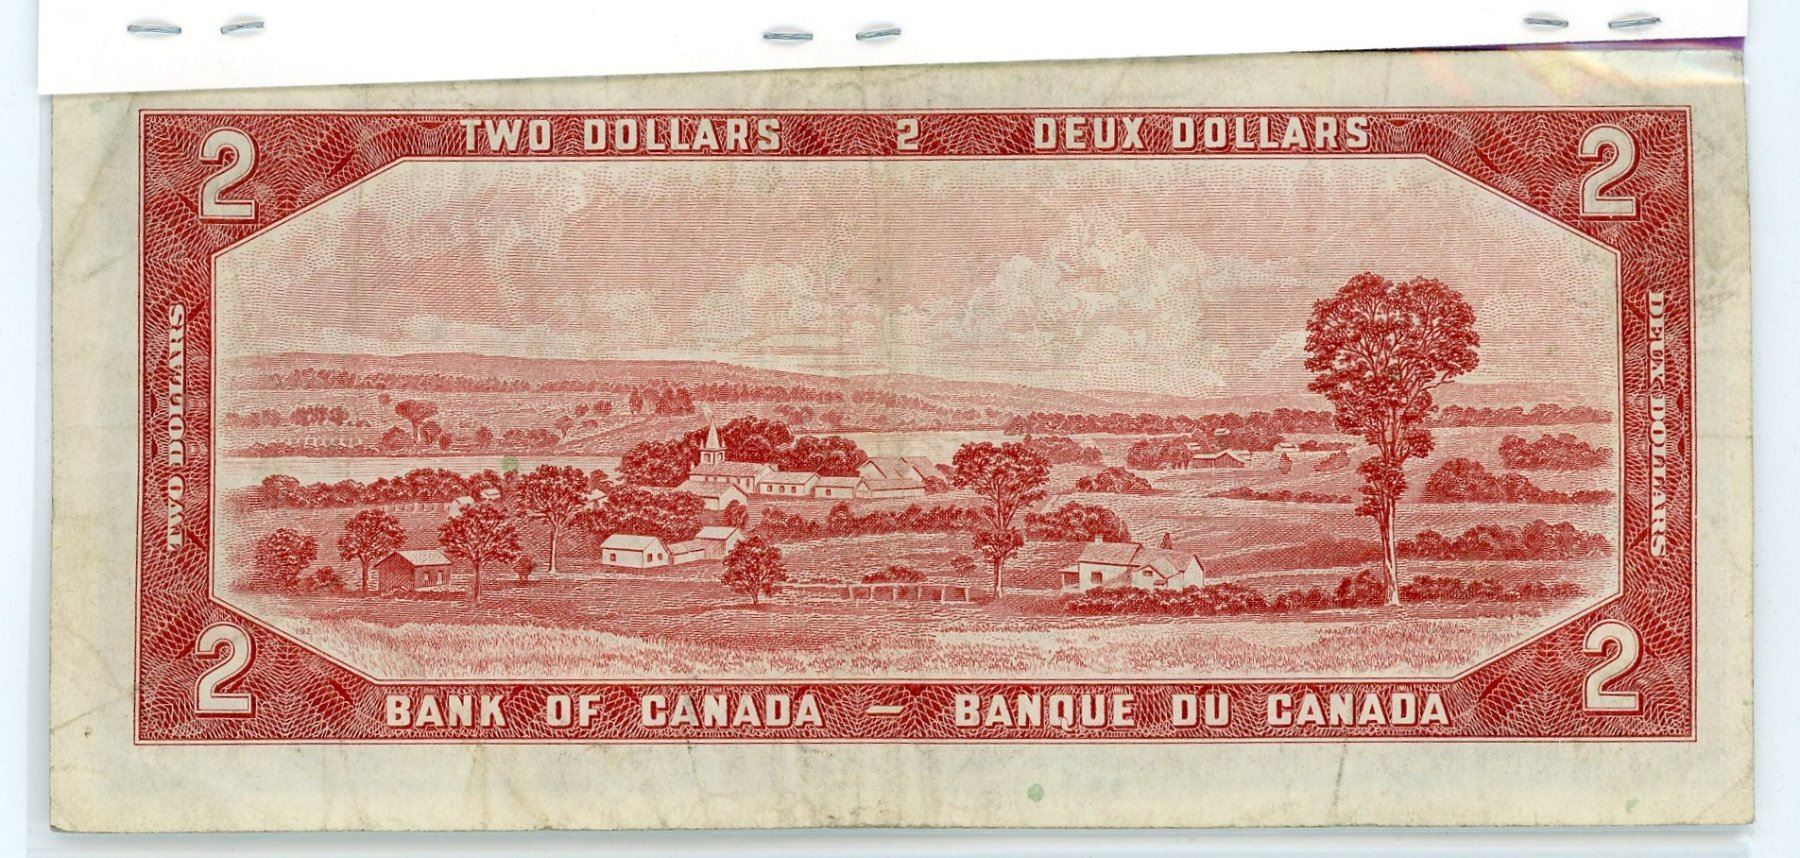 2 TWO DOLLARS 2 DEUX DOLLARS 2
TWO DOLLARS
DEUX DOLLARS
192
2 BANK OF CANADA — BANQUE DU CANADA 2